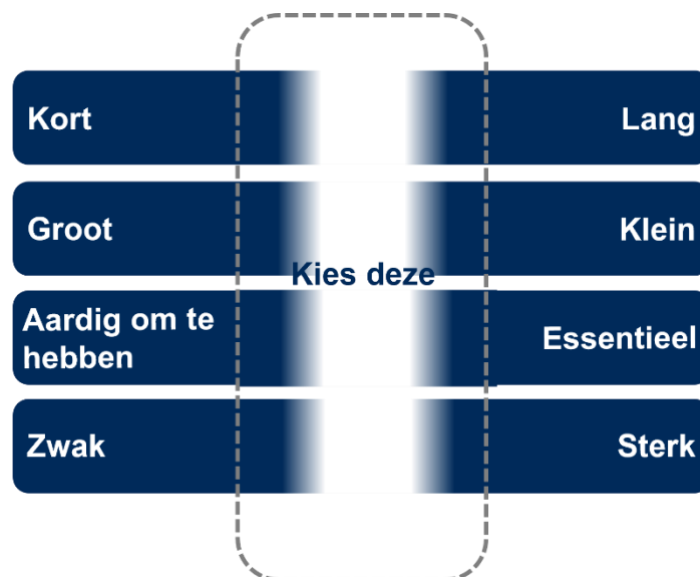 Kort
Lang
Groot
Klein
Kies deze
Aardig om te
hebben
Essentieel
Zwak
Sterk